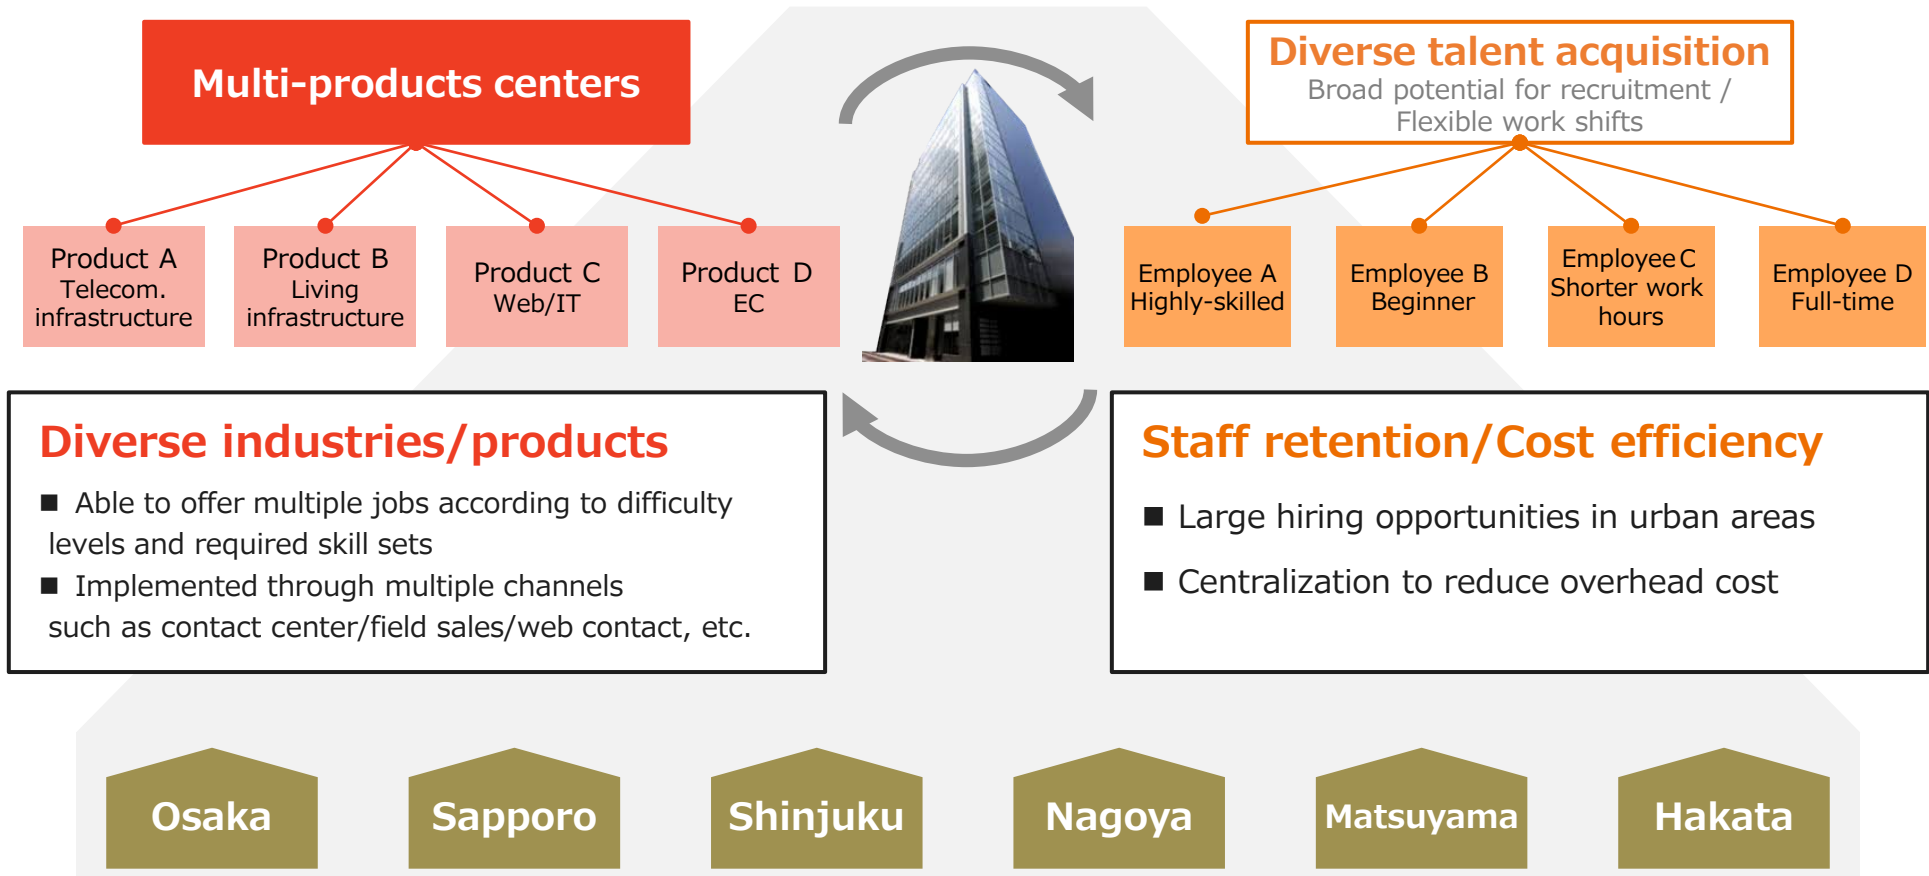 Multi-products centers
Product A
Telecom.
infrastructure
Product B
Living
infrastructure
Product C
Web/IT
Product D
EC
Diverse talent acquisition
Broad potential for recruitment /
Flexible work shifts
Employee A
Highly-skilled
Employee B
Beginner
Employee C
Shorter work
hours
Employee D
Full-time
Diverse industries/products
■ Able to offer multiple jobs according to difficulty
levels and required skill sets
■ Implemented through multiple channels
such as contact center/field sales/web contact, etc.
Staff retention/Cost efficiency
■ Large hiring opportunities in urban areas
■ Centralization to reduce overhead cost
Osaka
Sapporo
Shinjuku
Nagoya
Matsuyama
Hakata